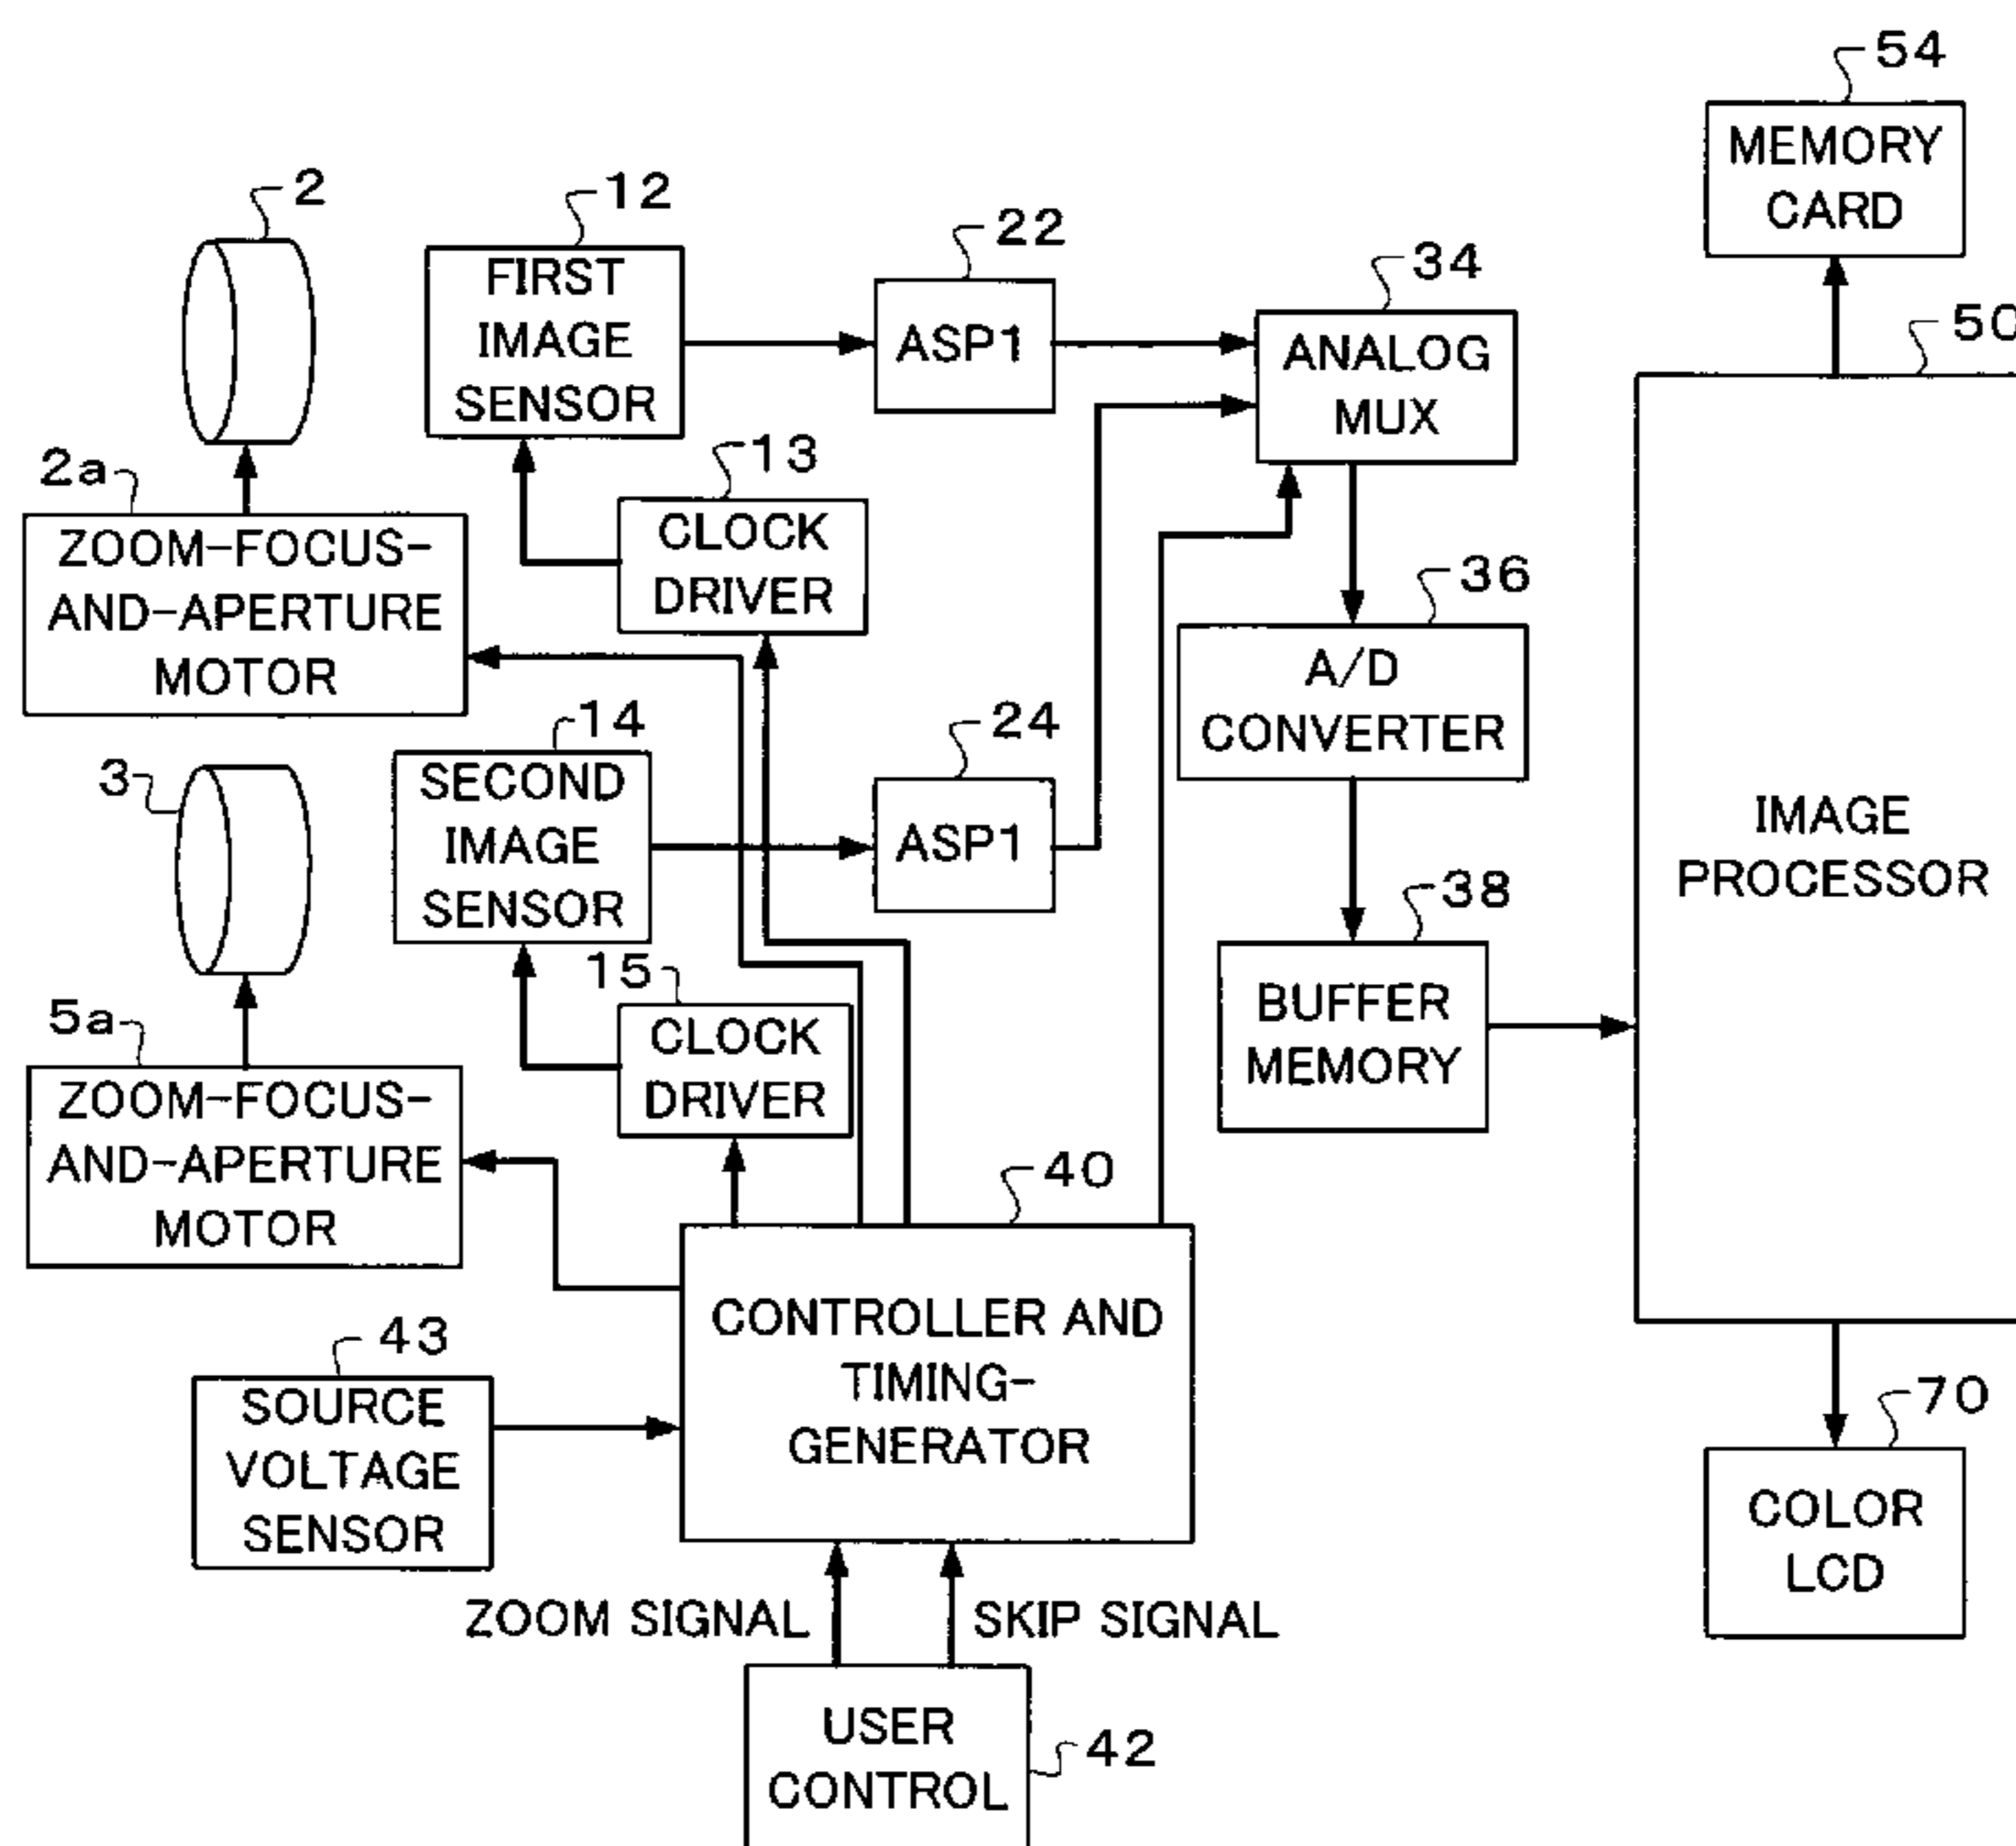 54
MEMORY
CARD
2
12
22
34
50
FIRST
IMAGE
SENSOR
ASP1
ANALOG
MUX
2a
13
ZOOM-FOCUS-
AND-APERTURE
MOTOR
CLOCK
DRIVER
36
A/D
CONVERTER
14
24
3
SECOND
IMAGE
SENSOR
ASP1
IMAGE
PROCESSOR
38
15
BUFFER
MEMORY
5a
CLOCK
DRIVER
ZOOM-FOCUS-
AND-APERTURE
MOTOR
40
CONTROLLER AND
TIMING-
GENERATOR
43
SOURCE
VOLTAGE
SENSOR
70
COLOR
LCD
ZOOM SIGNAL
SKIP SIGNAL
USER
CONTROL
42